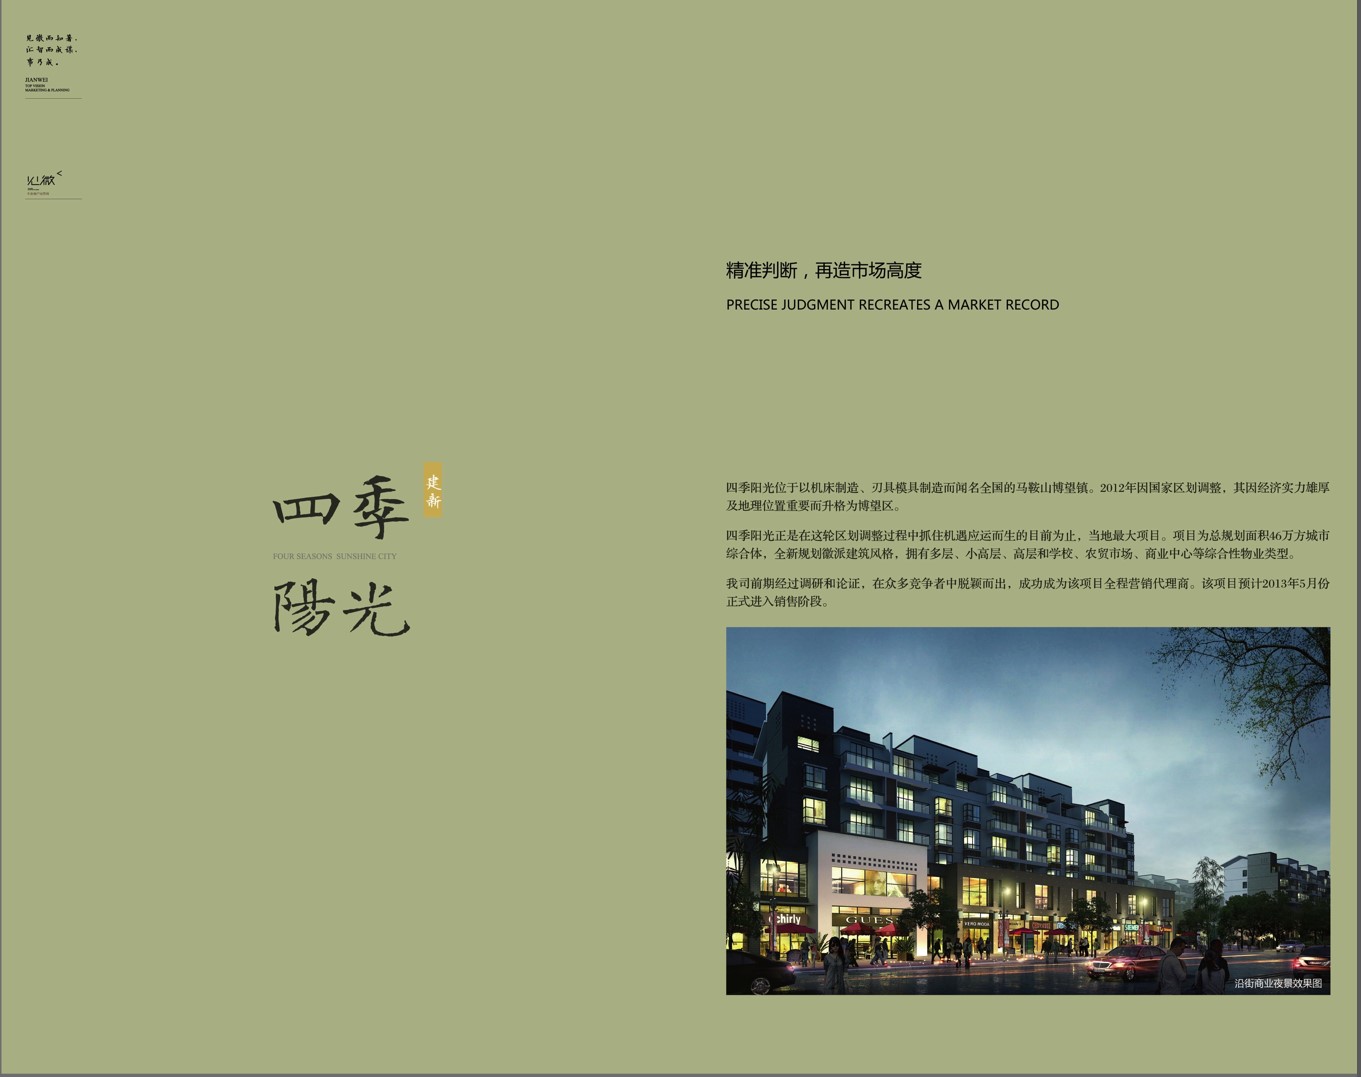 见微而知著，
汇智而成谋，
事乃成。
JIANWEI
TOP VISION
MARKETING & PLANNING
见微
精准判断，再造市场高度
PRECISE JUDGMENT RECREATES A MARKET RECORD
建新
四季
FOUR SEASONS SUNSHINE CITY
陽光
四季阳光位于以机床制造、刃具模具制造而闻名全国的马鞍山博望镇。2012年因国家区划调整，其因经济实力雄厚
及地理位置重要而升格为博望区。
四季阳光正是在这轮区划调整过程中抓住机遇应运而生的目前为止，当地最大项目。项目为总规划面积46万方城市
综合体，全新规划徽派建筑风格，拥有多层、小高层、高层和学校、农贸市场、商业中心等综合性物业类型。
我司前期经过调研和论证，在众多竞争者中脱颖而出，成功成为该项目全程营销代理商。该项目预计2013年5月份
正式进入销售阶段。
chirly
GUESS
VERO MODA
沿街商业夜景效果图